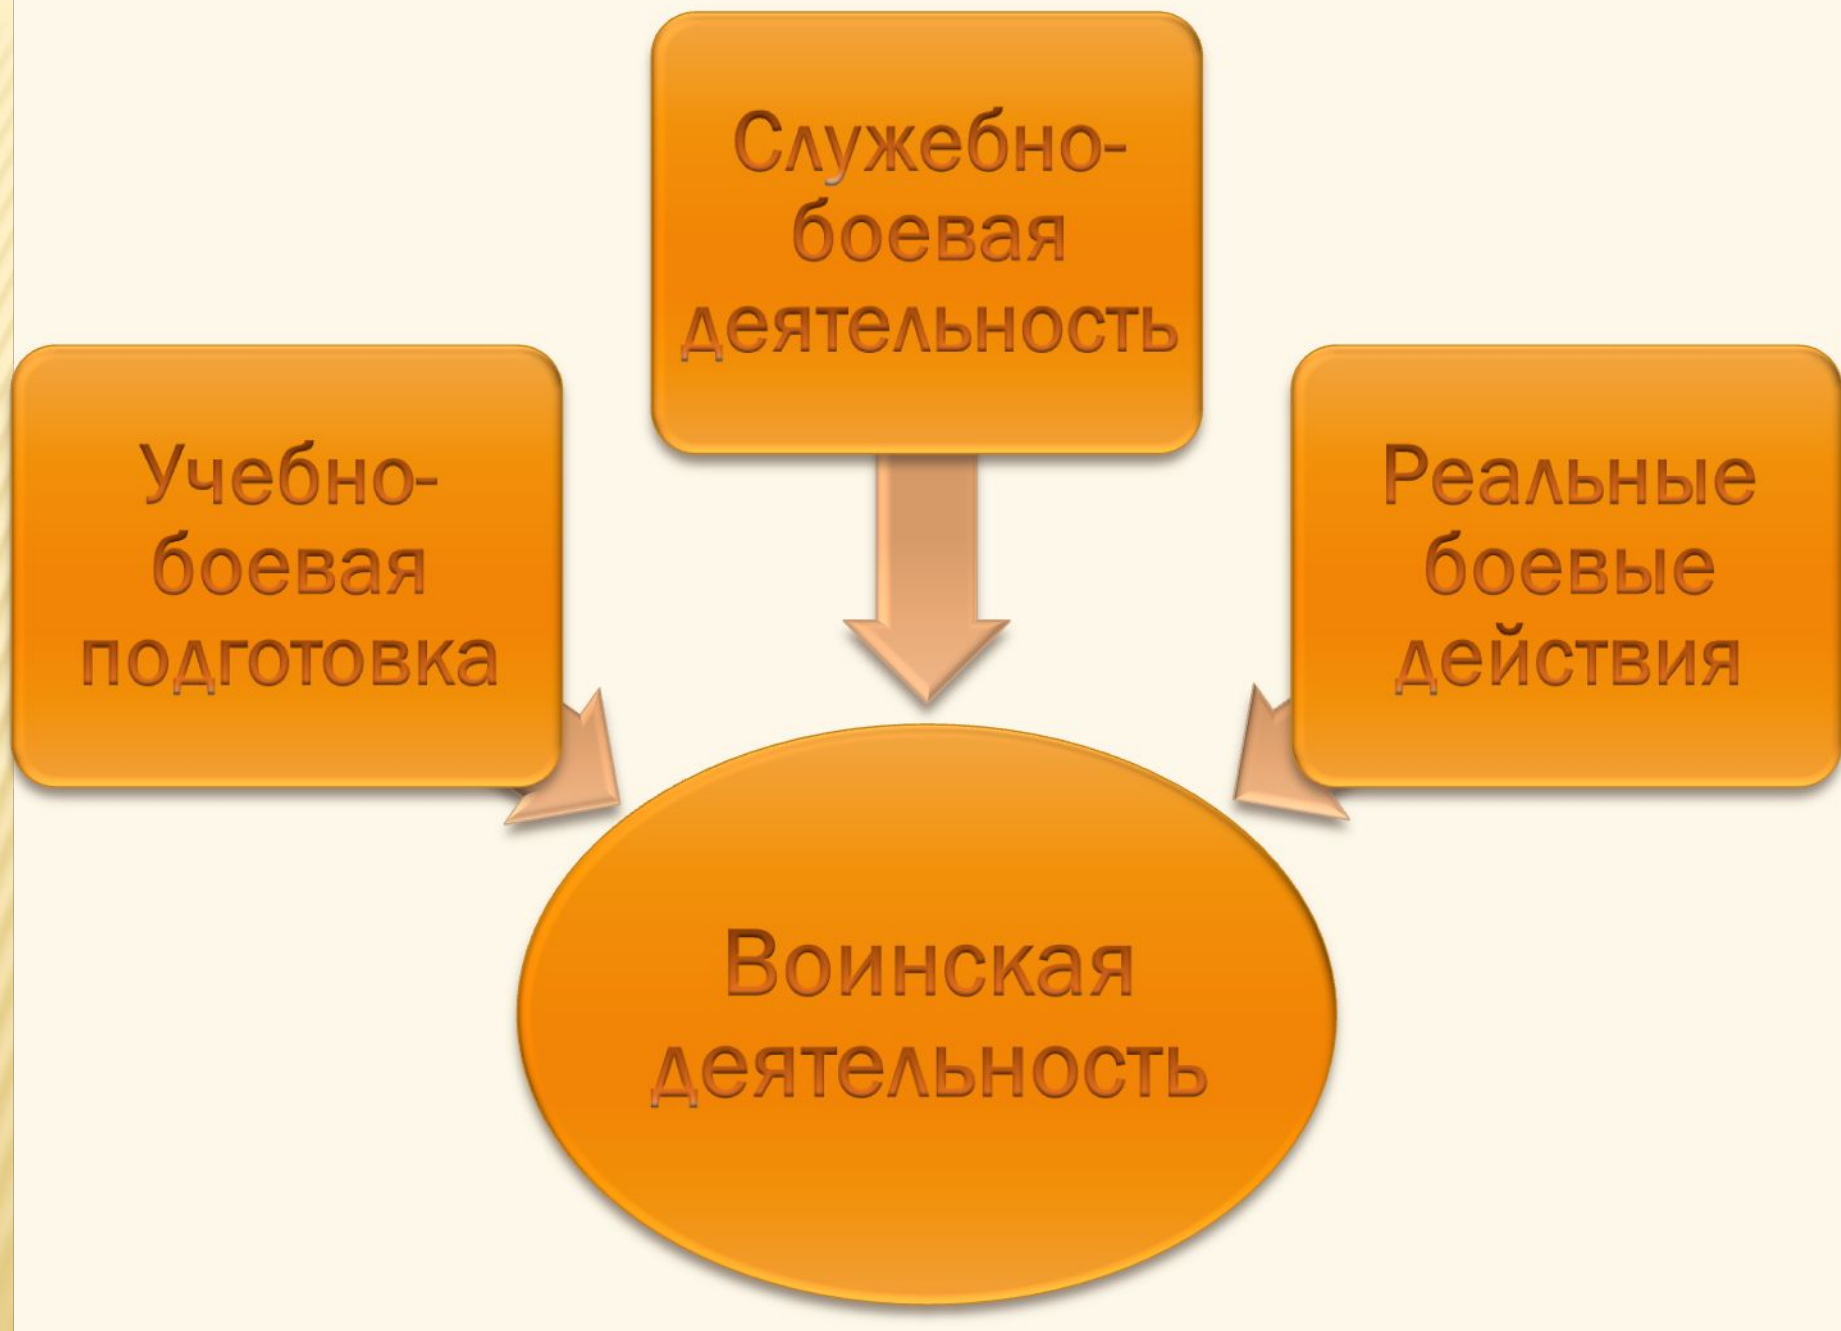 Служебно-
боевая
деятельность
Учебно-
боевая
подготовка
Реальные
боевые
действия
Воинская
деятельность